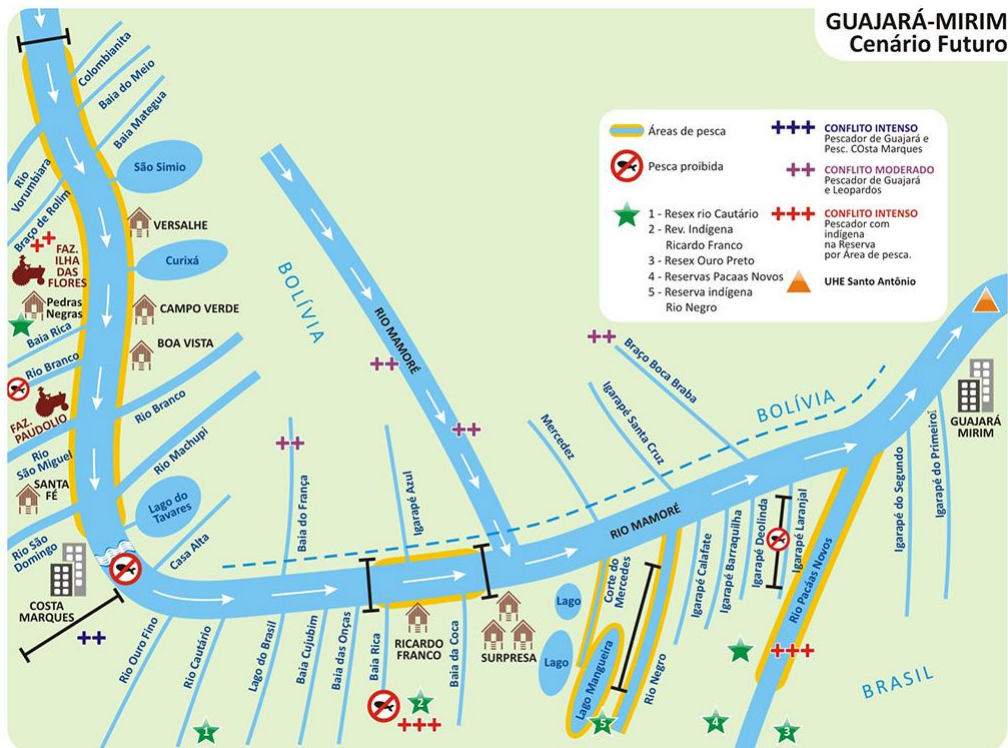 GUAJARÁ-MIRIM
Cenário Futuro
Áreas de pesca
Pesca proibida
1 - Resex rio Cautário
2 - Rev. Indígena
Ricardo Franco
3 - Resex Ouro Preto
4 - Reservas Pacaas Novos
5 - Reserva indígena
Rio Negro
CONFLITO INTENSO
Pescador de Guajará e
Pesc. COsta Marques
CONFLITO MODERADO
Pescador de Guajará
e Leopardos
CONFLITO INTENSO
Pescador com
indígena
na Reserva
por Área de pesca.
UHE Santo Antônio
Colombianita
Baia do Meio
Baia Mategua
São Simio
Rio
Vorumbiara
Braço de Rolim
VERSALHE
FAZ.
ILHA
DAS
FLORES
Curixá
Pedras
Negras
CAMPO VERDE
Baia Rica
BOA VISTA
Rio Branco
FAZ.
PAUDOLIO
Rio Branco
Rio
São Miguel
Rio Machupi
SANTA
FÉ
Lago do
Tavares
Rio São
Domingo
Casa Alta
COSTA
MARQUES
BOLÍVIA
RIO MAMORÉ
Baia do França
Igarapé Azul
Mercedez
Igarapé Santa Cruz
Braço Boca Braba
BOLÍVIA
RIO MAMORÉ
GUAJARÁ
MIRIM
Rio Ouro Fino
Rio Cautário
Lago do Brasil
Baia Cujubim
Baia das Onças
Baia Rica
RICARDO
FRANCO
Baia da Coca
SURPRESA
Lago
Lago
Corte do
Mercedes
Lago Mangueira
Rio Negro
Igarapé Calafate
Igarapé Barraquilha
Igarapé Deolinda
Igarapé Laranjal
Rio Pacáas Novos
Igarapé do Segundo
Igarapé do Primeiro
BRASIL
1
2
5
4
3